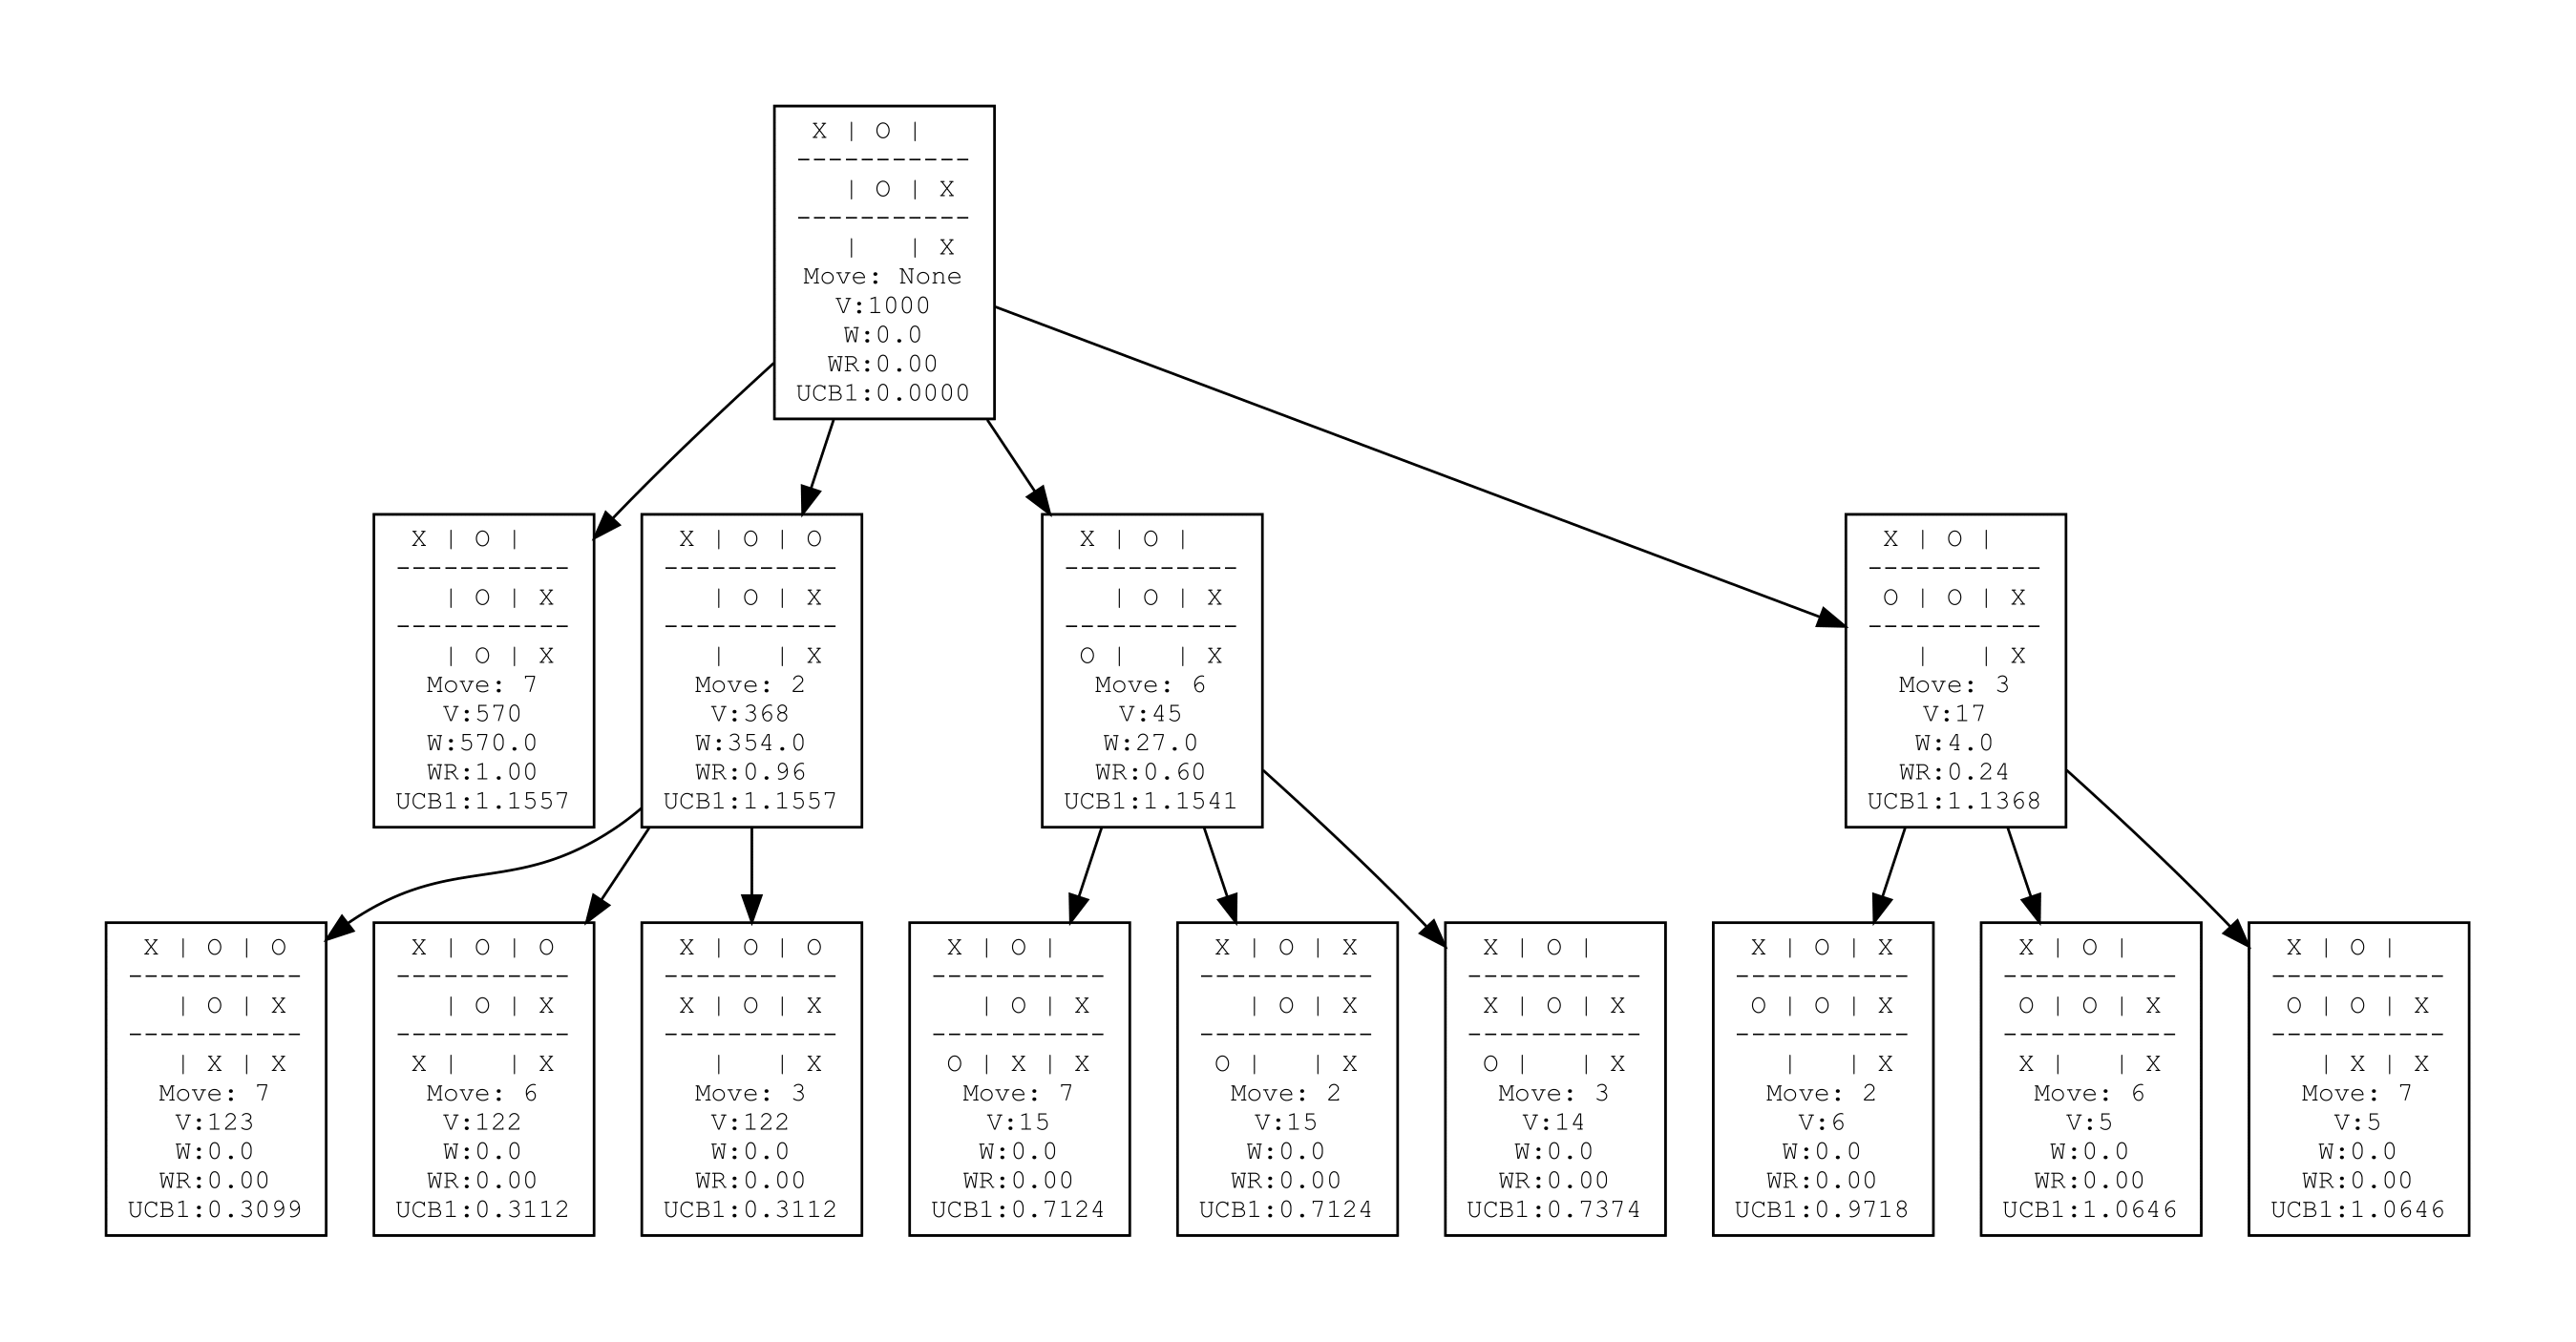 X | O |
-----------
  | O | X
-----------
  |   | X
Move: None
V:1000
W:0.0
WR:0.00
UCB1:0.0000
X | O |
-----------
  | O | X
-----------
  | O | X
Move: 7
V:570
W:570.0
WR:1.00
UCB1:1.1557
X | O | O
-----------
  | O | X
-----------
  |   | X
Move: 2
V:368
W:354.0
WR:0.96
UCB1:1.1557
X | O |
-----------
  | O | X
-----------
O |   | X
Move: 6
V:45
W:27.0
WR:0.60
UCB1:1.1541
X | O |
-----------
O | O | X
-----------
  |   | X
Move: 3
V:17
W:4.0
WR:0.24
UCB1:1.1368
X | O | O
-----------
  | O | X
-----------
  | X | X
Move: 7
V:123
W:0.0
WR:0.00
UCB1:0.3099
X | O | O
-----------
  | O | X
-----------
X |   | X
Move: 6
V:122
W:0.0
WR:0.00
UCB1:0.3112
X | O | O
-----------
X | O | X
-----------
  |   | X
Move: 3
V:122
W:0.0
WR:0.00
UCB1:0.3112
X | O |
-----------
  | O | X
-----------
O | X | X
Move: 7
V:15
W:0.0
WR:0.00
UCB1:0.7124
X | O | X
-----------
  | O | X
-----------
O |   | X
Move: 2
V:15
W:0.0
WR:0.00
UCB1:0.7124
X | O |
-----------
X | O | X
-----------
O |   | X
Move: 3
V:14
W:0.0
WR:0.00
UCB1:0.7374
X | O | X
-----------
O | O | X
-----------
  |   | X
Move: 2
V:6
W:0.0
WR:0.00
UCB1:0.9718
X | O |
-----------
O | O | X
-----------
X |   | X
Move: 6
V:5
W:0.0
WR:0.00
UCB1:1.0646
X | O |
-----------
O | O | X
-----------
  | X | X
Move: 7
V:5
W:0.0
WR:0.00
UCB1:1.0646